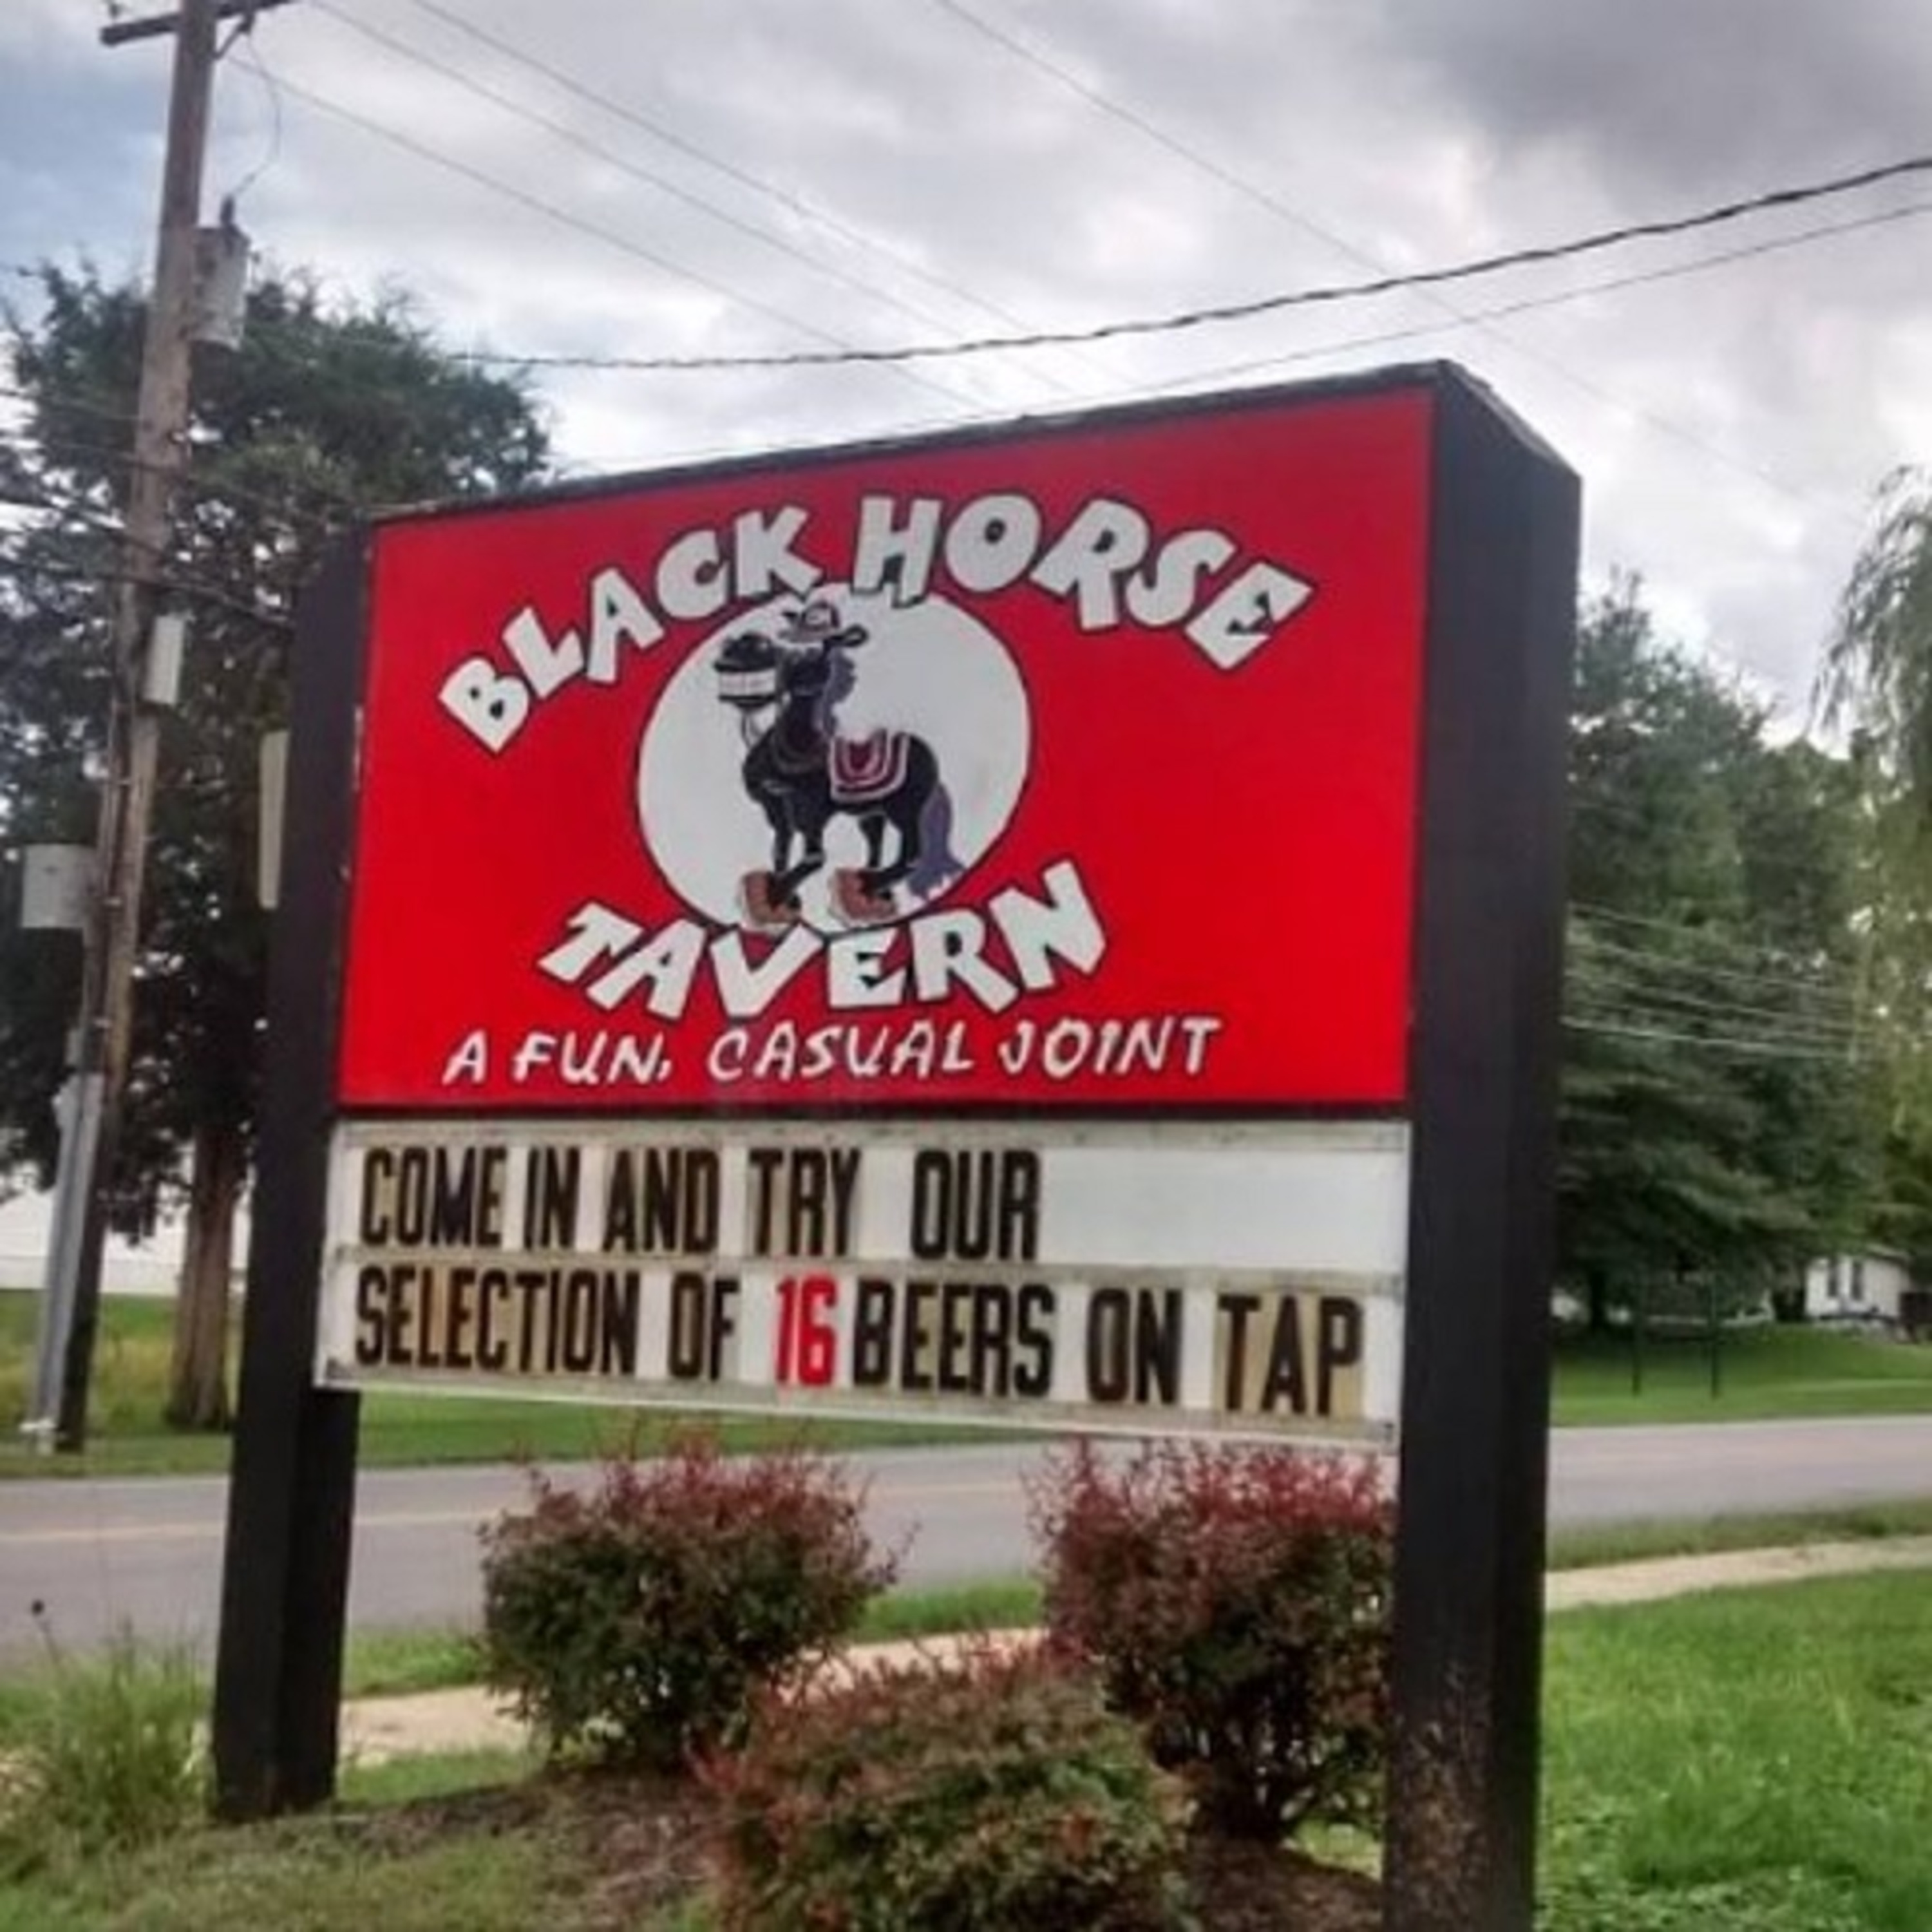 BLACK HORSE
TAVERN
A FUN, CASUAL JOINT
COME IN AND TRY OUR
SELECTION OF 16 BEERS ON TAP